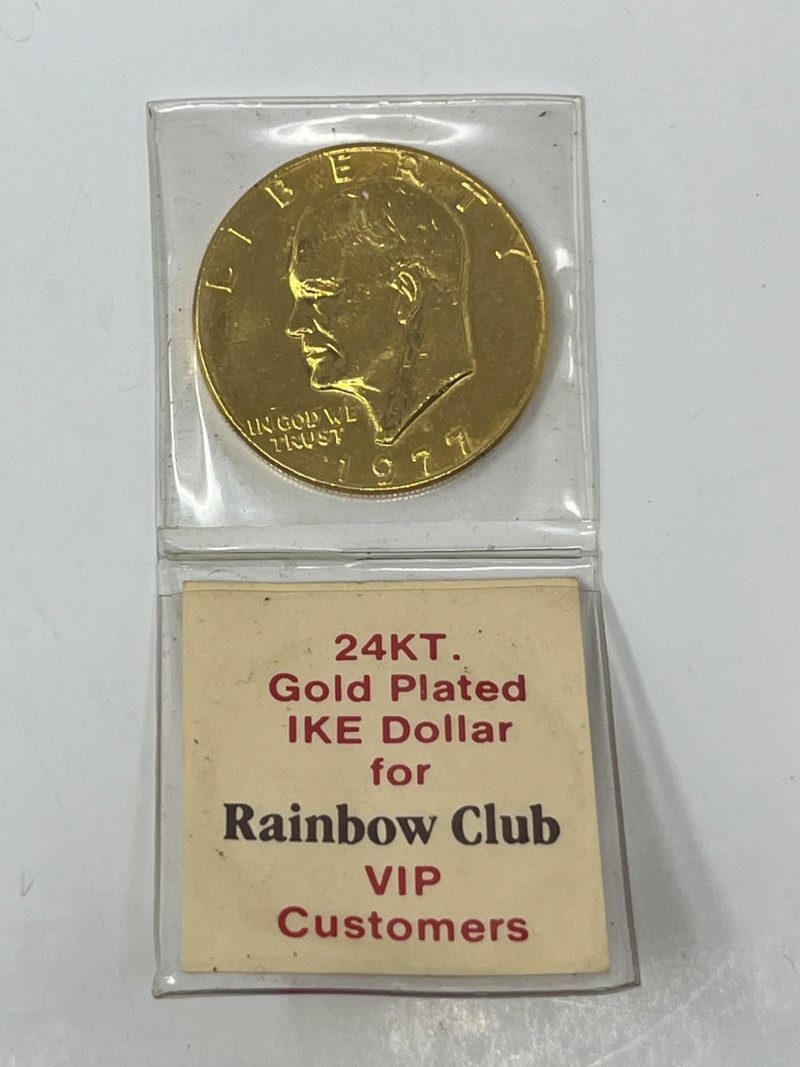 LIBERTY
IN GOD WE
TRUST
1977
24KT.
Gold Plated
IKE Dollar
for
Rainbow Club
VIP
Customers